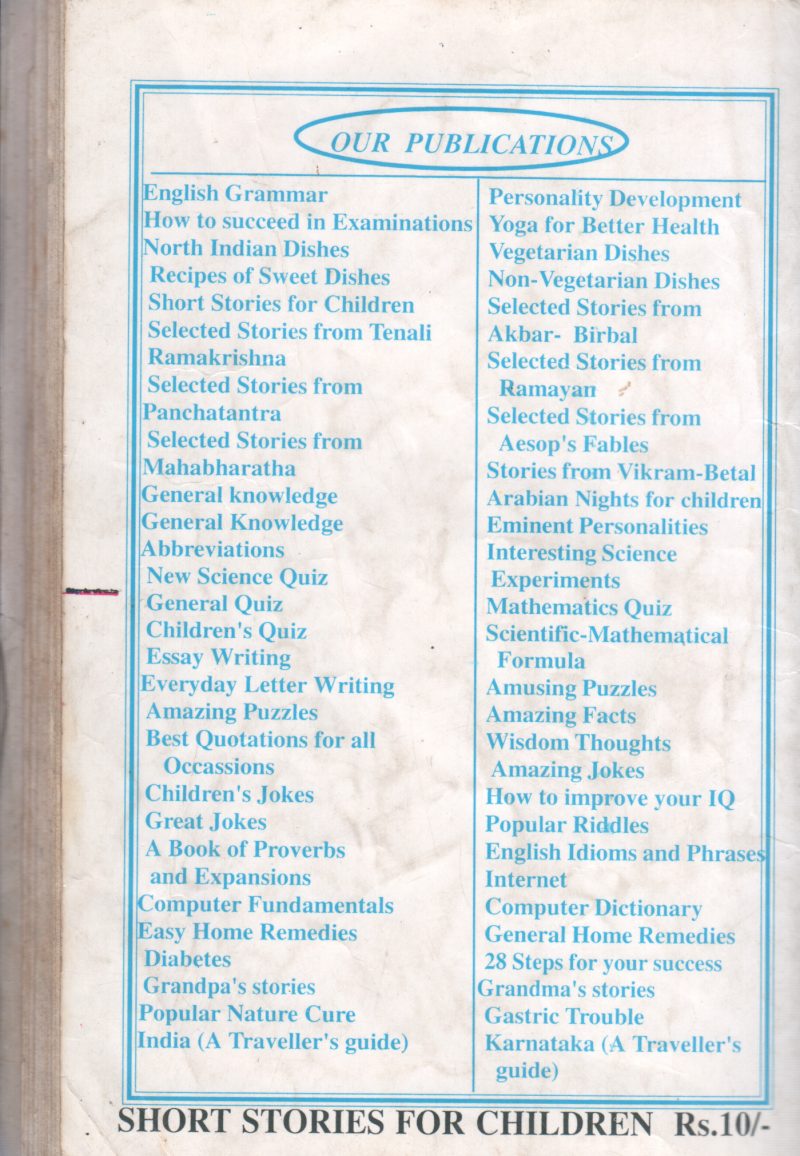 OUR PUBLICATIONS
English Grammar
How to succeed in Examinations
North Indian Dishes
Recipes of Sweet Dishes
Short Stories for Children
Selected Stories from Tenali
Ramakrishna
Selected Stories from
Panchatantra
Selected Stories from
Mahabharatha
General knowledge
General Knowledge
Abbreviations
New Science Quiz
General Quiz
Children's Quiz
Essay Writing
Everyday Letter Writing
Amazing Puzzles
Best Quotations for all
Occassions
Children's Jokes
Great Jokes
A Book of Proverbs
and Expansions
Computer Fundamentals
Easy Home Remedies
Diabetes
Grandpa's stories
Popular Nature Cure
India (A Traveller's guide)
Personality Development
Yoga for Better Health
Vegetarian Dishes
Non-Vegetarian Dishes
Selected Stories from
Akbar- Birbal
Selected Stories from
Ramayan
Selected Stories from
Aesop's Fables
Stories from Vikram-Betal
Arabian Nights for children
Eminent Personalities
Interesting Science
Experiments
Mathematics Quiz
Scientific-Mathematical
Formula
Amusing Puzzles
Amazing Facts
Wisdom Thoughts
Amazing Jokes
How to improve your IQ
Popular Riddles
English Idioms and Phrases
Internet
Computer Dictionary
General Home Remedies
28 Steps for your success
Grandma's stories
Gastric Trouble
Karnataka (A Traveller's
guide)
SHORT STORIES FOR CHILDREN Rs.10/-